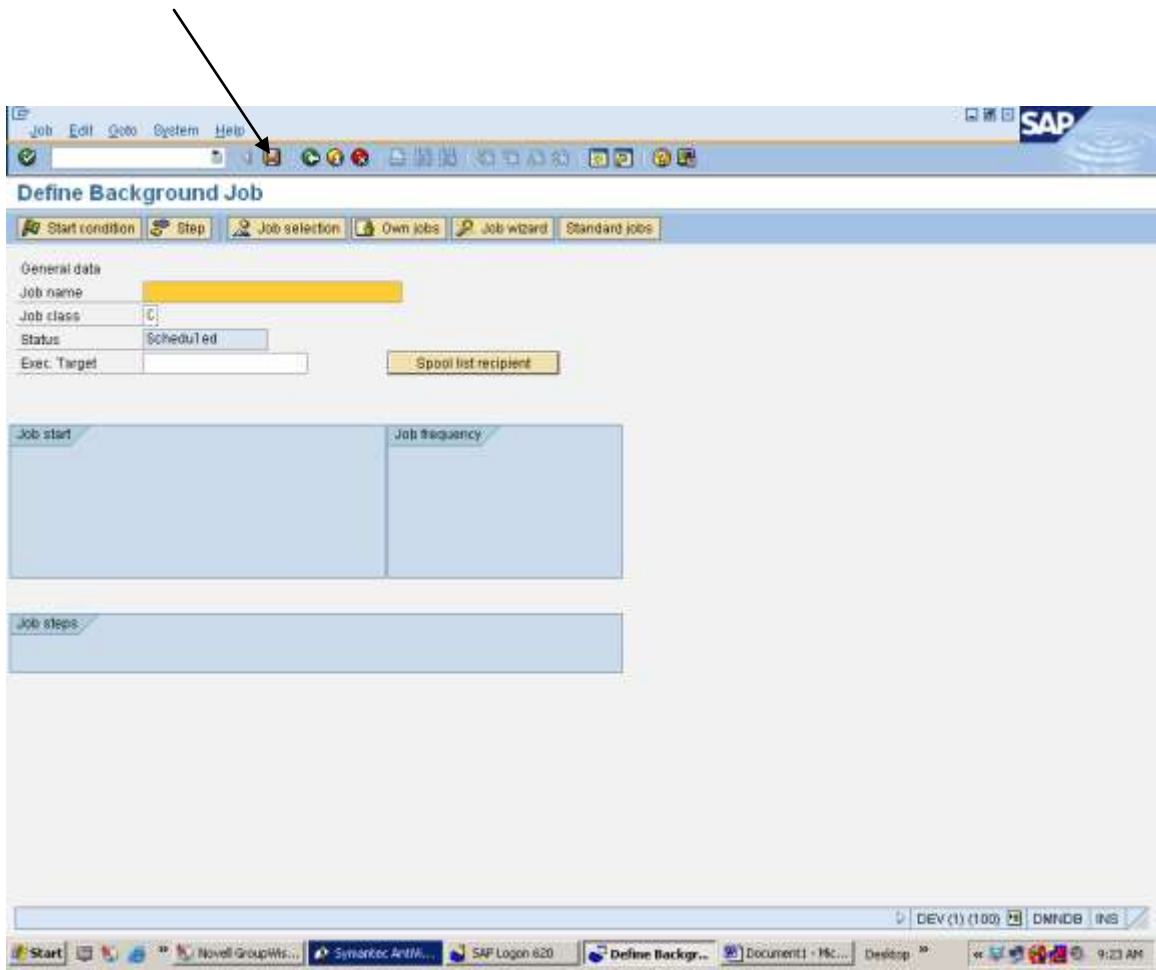 Job Edit Goto System Help
SAP
Define Background Job
Start condition Step Job selection Own jobs Job wizard Standard jobs
General data
Job name
Job class C
Status Scheduled
Exec. Target Spool list recipient
Job start Job frequency
Job steps
DEV (1) (100) DMNDB INS
Start Novell GroupWis... Symantec AntiVi... SAP Logon 620 Define Backgr... Document1 - Mic... Desktop 9:23 AM